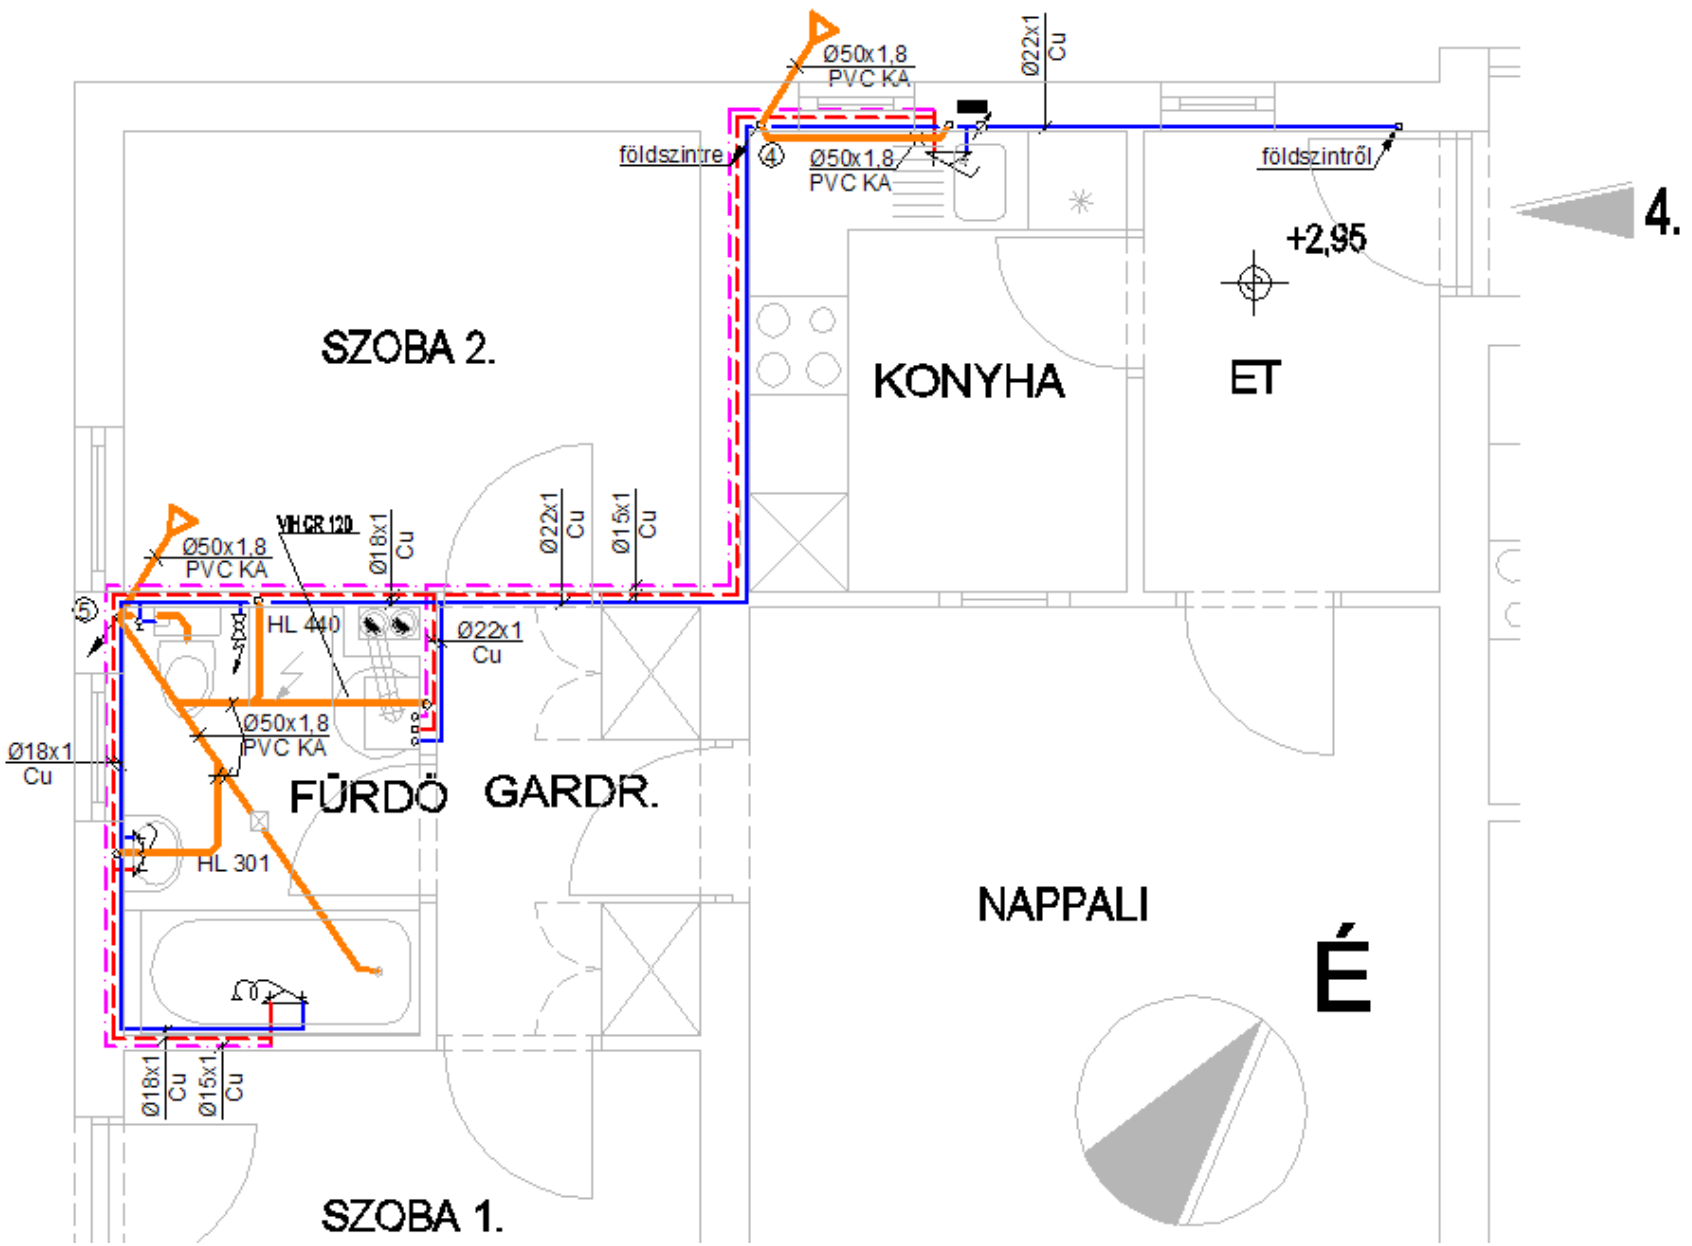 Ø50x1,8
PVC KA
Ø22x1
Cu
földszintre
4
Ø50x1,8
PVC KA
földszintről
4.
+2,95
SZOBA 2.
KONYHA
ET
Ø50x1,8
PVC KA
VIH CR 120
Ø18x1
Cu
Ø22x1
Cu
Ø15x1
Cu
5
HL 440
Ø22x1
Cu
Ø50x1,8
PVC KA
Ø18x1
Cu
FÜRDŐ
GARDR.
HL 301
NAPPALI
É
Ø18x1
Cu
Ø15x1
Cu
SZOBA 1.